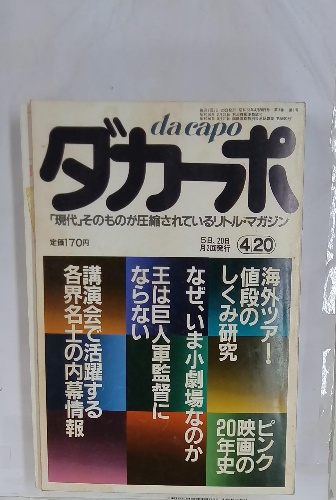 da capo
ダカーポ
「現代」そのものが圧縮されているリトル・マガジン
定価170円
5日、20日
月2回発行
4/20
海外ツアー・
値段の
しくみ研究
ピンク
映画の
20年史
なぜ、いま小劇場なのか
王は巨人軍監督に
ならない
講演会で活躍する
各界名士の内幕情報